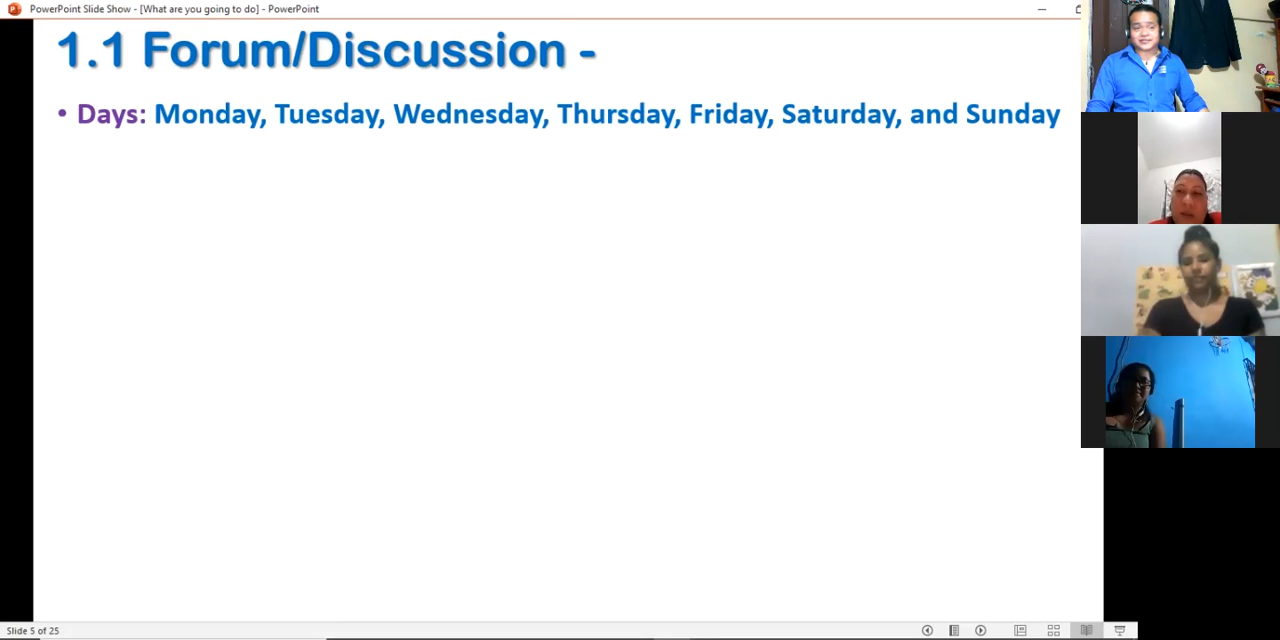 PowerPoint Slide Show - [What are you going to do] - PowerPoint
1.1 Forum/Discussion -
• Days: Monday, Tuesday, Wednesday, Thursday, Friday, Saturday, and Sunday
Slide 5 of 25